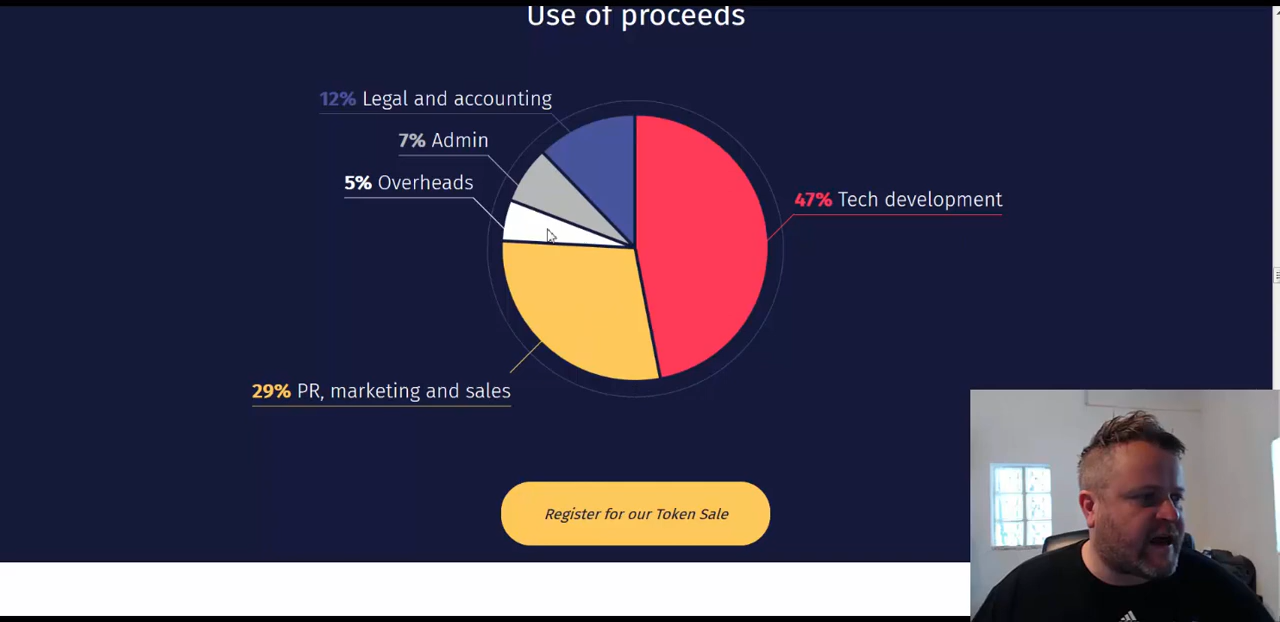 Use of proceeds
12% Legal and accounting
7% Admin
5% Overheads
47% Tech development
29% PR, marketing and sales
Register for our Token Sale